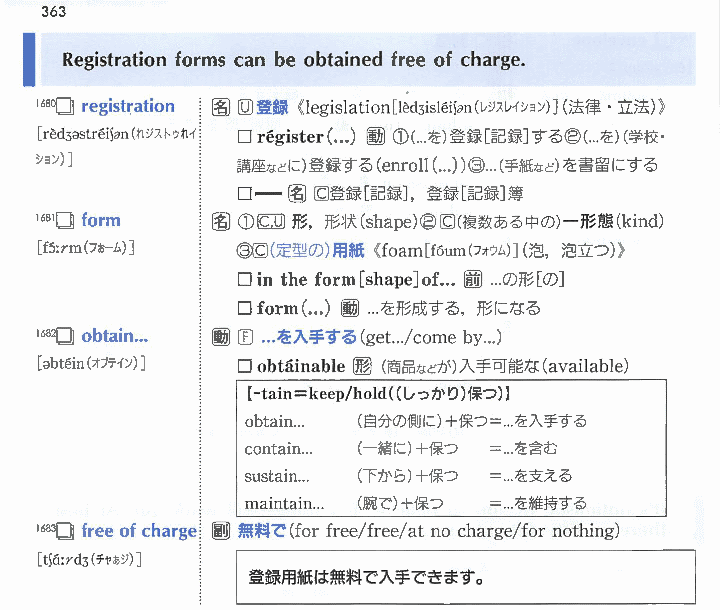 363
Registration forms can be obtained free of charge.
1680 registration
[rèdʒəstréiʃən(れジストゥれイション)]
名 U 登録《legislation[lèdʒisléiʃən(レジスレイション)](法律・立法)》
□ régister(...) 動 ①(...を)登録[記録]する②(...を)(学校・
講座などに)登録する(enroll(...))③...(手紙など)を書留にする
□━ 名 C登録[記録], 登録[記録]簿
1681 form
[fɔ́ːrm(フォーム)]
名 ①C,U 形, 形状(shape)②C(複数ある中の)一形態(kind)
③C(定型の)用紙《foam[fóum(フォウム)](泡, 泡立つ)》
□ in the form[shape]of... 前 ...の形[の]
□ form(...) 動 ...を形成する, 形になる
1682 obtain...
[əbtéin(オブテイン)]
動 F ...を入手する(get.../come by...)
□ obtáinable 形 (商品などが)入手可能な(available)
【-tain=keep/hold((しっかり)保つ)】
obtain... (自分の側に)+保つ=...を入手する
contain... (一緒に)+保つ =...を含む
sustain... (下から)+保つ =...を支える
maintain... (腕で)+保つ =...を維持する
1683 free of charge
[tʃɑ́ːrdʒ(チャぁジ)]
副 無料で(for free/free/at no charge/for nothing)
登録用紙は無料で入手できます。